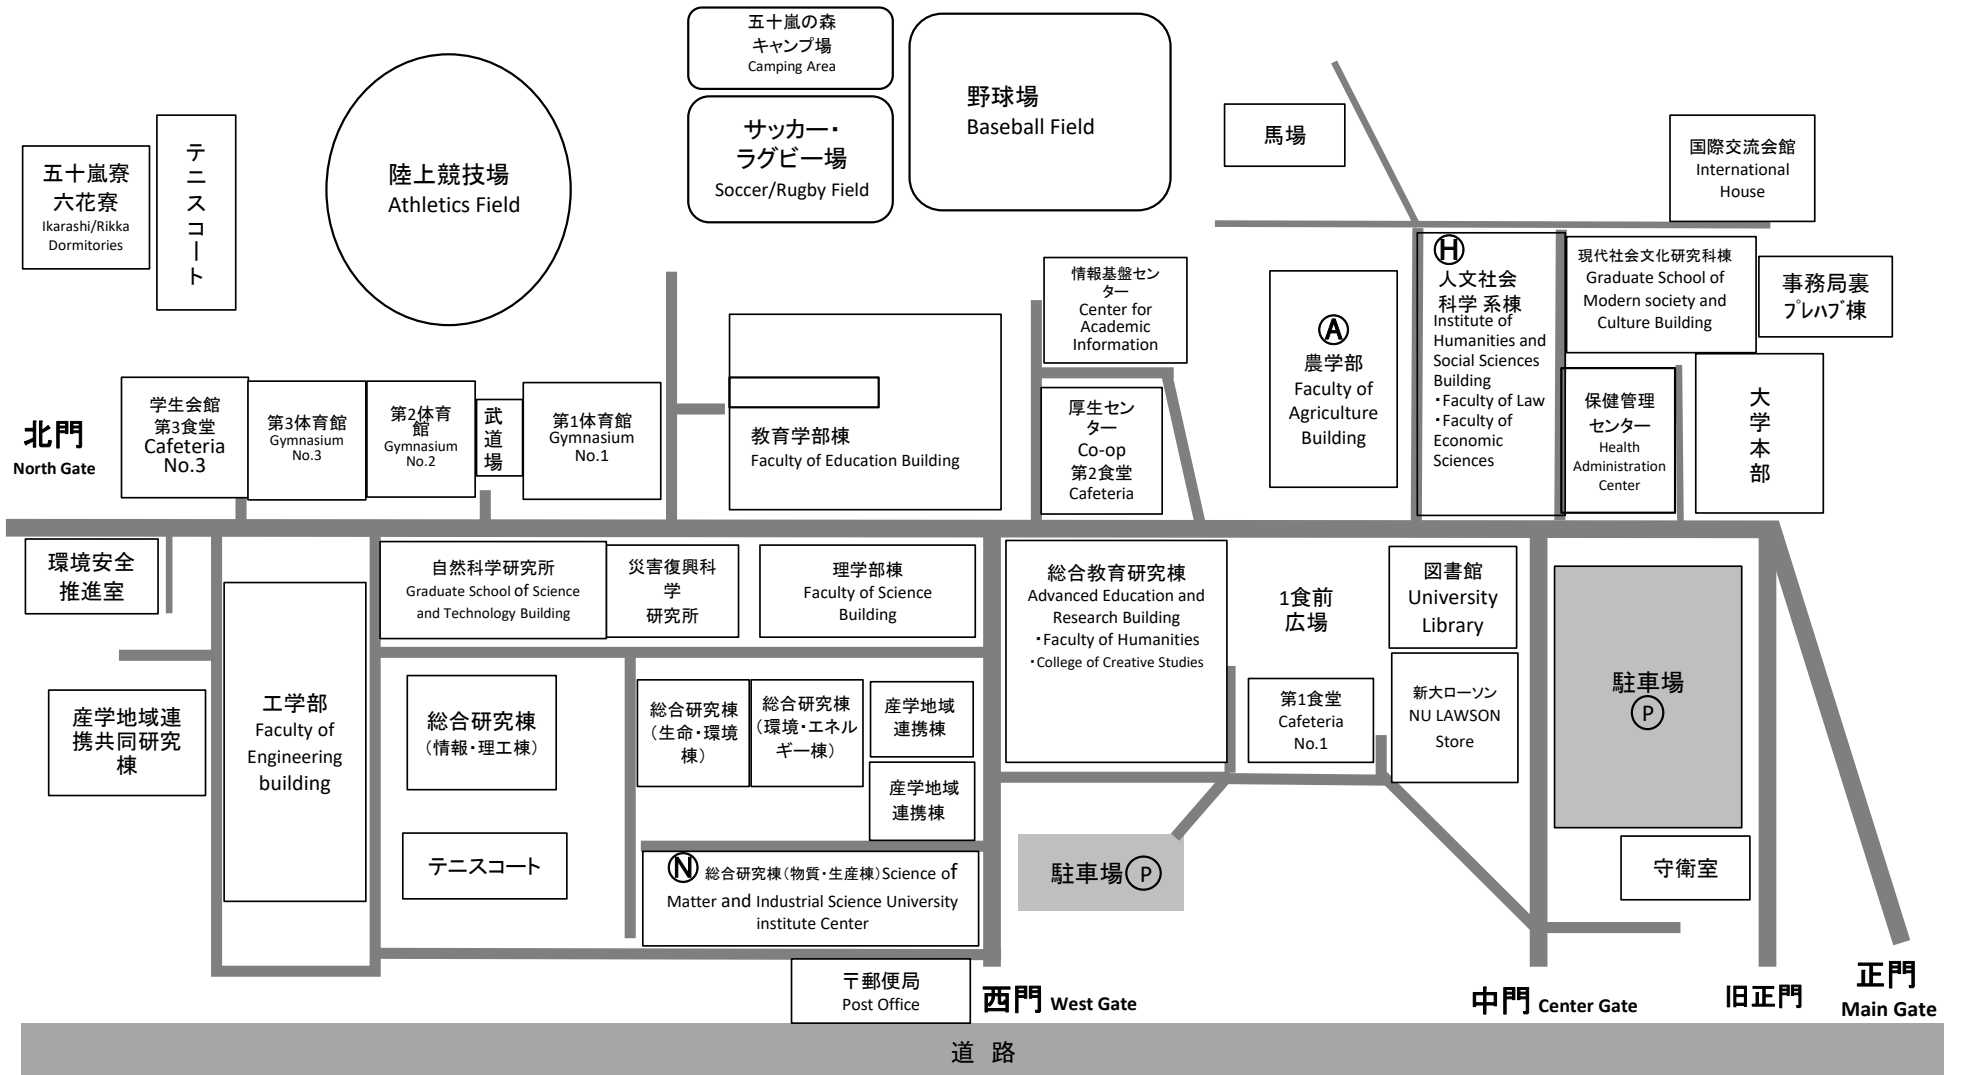 五十嵐の森
キャンプ場
Camping Area
サッカー・
ラグビー場
Soccer/Rugby Field
野球場
Baseball Field
馬場
国際交流会館
International
House
五十嵐寮
六花寮
Ikarashi/Rikka
Dormitories
テニスコート
陸上競技場
Athletics Field
情報基盤セン
ター
Center for
Academic
Information
Ⓐ
農学部
Faculty of
Agriculture
Building
Ⓗ
人文社会
科学 系棟
Institute of
Humanities and
Social Sciences
Building
・Faculty of Law
・Faculty of
Economic
Sciences
現代社会文化研究科棟
Graduate School of
Modern society and
Culture Building
事務局裏
プレハブ棟
北門
North Gate
学生会館
第3食堂
Cafeteria
No.3
第3体育館
Gymnasium
No.3
第2体育
館
Gymnasium
No.2
武道場
第1体育館
Gymnasium
No.1
教育学部棟
Faculty of Education Building
厚生セン
ター
Co-op
第2食堂
Cafeteria
保健管理
センター
Health
Administration
Center
大学本部
環境安全
推進室
自然科学研究所
Graduate School of Science
and Technology Building
災害復興科
学
研究所
理学部棟
Faculty of Science
Building
総合教育研究棟
Advanced Education and
Research Building
・Faculty of Humanities
・College of Creative Studies
1食前
広場
図書館
University
Library
駐車場
Ⓟ
産学地域連
携共同研究
棟
工学部
Faculty of
Engineering
building
総合研究棟
（情報・理工棟）
総合研究棟
（生命・環境
棟）
総合研究棟
（環境・エネル
ギー棟）
産学地域
連携棟
産学地域
連携棟
第1食堂
Cafeteria
No.1
新大ローソン
NU LAWSON
Store
テニスコート
Ⓝ 総合研究棟（物質・生産棟）Science of
Matter and Industrial Science University
institute Center
駐車場Ⓟ
守衛室
〒郵便局
Post Office
西門 West Gate
中門 Center Gate
旧正門
正門
Main Gate
道 路